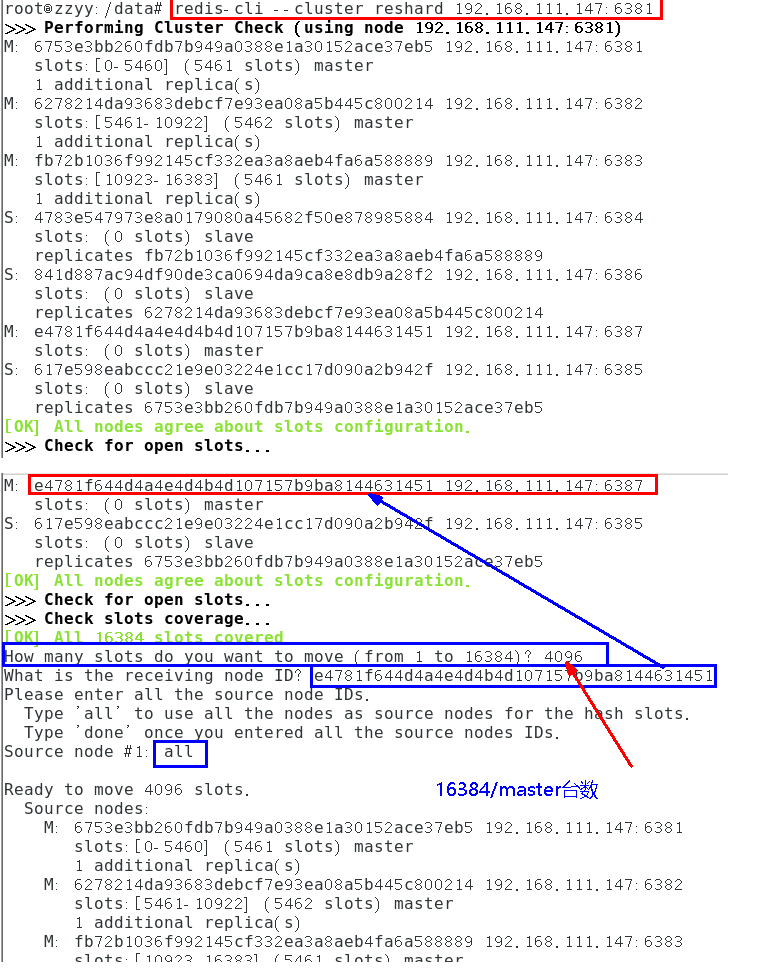 root@zzyy:/data# redis-cli --cluster reshard 192.168.111.147:6381
>>> Performing Cluster Check (using node 192.168.111.147:6381)
M: 6753e3bb260fdb7b949a0388e1a30152ace37eb5 192.168.111.147:6381
slots:[0-5460] (5461 slots) master
1 additional replica(s)
M: 6278214da93683debcf7e93ea08a5b445c800214 192.168.111.147:6382
slots:[5461-10922] (5462 slots) master
1 additional replica(s)
M: fb72b1036f992145cf332ea3a8aeb4fa6a588889 192.168.111.147:6383
slots:[10923-16383] (5461 slots) master
1 additional replica(s)
S: 4783e547973e8a0179080a45682f50e878985884 192.168.111.147:6384
slots: (0 slots) slave
replicates fb72b1036f992145cf332ea3a8aeb4fa6a588889
S: 841d887ac94df90de3ca0694da9ca8e8db9a28f2 192.168.111.147:6386
slots: (0 slots) slave
replicates 6278214da93683debcf7e93ea08a5b445c800214
M: e4781f644d4a4e4d4b4d107157b9ba8144631451 192.168.111.147:6387
slots: (0 slots) master
S: 617e598eabccc21e9e03224e1cc17d090a2b942f 192.168.111.147:6385
slots: (0 slots) slave
replicates 6753e3bb260fdb7b949a0388e1a30152ace37eb5
[OK] All nodes agree about slots configuration.
>>> Check for open slots...
M: e4781f644d4a4e4d4b4d107157b9ba8144631451 192.168.111.147:6387
slots: (0 slots) master
S: 617e598eabccc21e9e03224e1cc17d090a2b942f 192.168.111.147:6385
slots: (0 slots) slave
replicates 6753e3bb260fdb7b949a0388e1a30152ace37eb5
[OK] All nodes agree about slots configuration.
>>> Check for open slots...
>>> Check slots coverage...
[OK] All 16384 slots covered
How many slots do you want to move (from 1 to 16384)? 4096
What is the receiving node ID? e4781f644d4a4e4d4b4d107157b9ba8144631451
Please enter all the source node IDs.
Type 'all' to use all the nodes as source nodes for the hash slots.
Type 'done' once you entered all the source nodes IDs.
Source node #1: all
Ready to move 4096 slots.
16384/master台数
Source nodes:
M: 6753e3bb260fdb7b949a0388e1a30152ace37eb5 192.168.111.147:6381
slots:[0-5460] (5461 slots) master
1 additional replica(s)
M: 6278214da93683debcf7e93ea08a5b445c800214 192.168.111.147:6382
slots:[5461-10922] (5462 slots) master
1 additional replica(s)
M: fb72b1036f992145cf332ea3a8aeb4fa6a588889 192.168.111.147:6383
slots:[10923-16383] (5461 slots) master